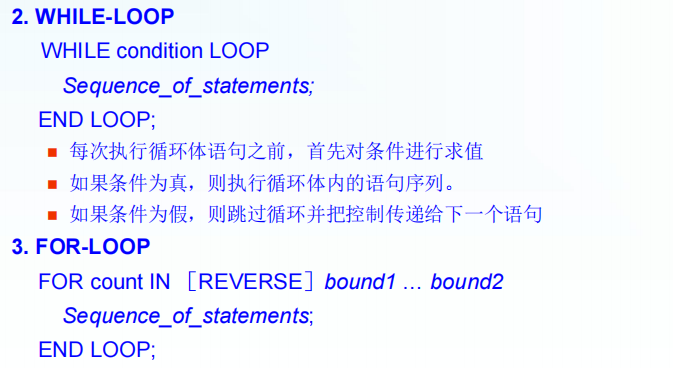 2. WHILE-LOOP
WHILE condition LOOP
Sequence_of_statements;
END LOOP;
■ 每次执行循环体语句之前，首先对条件进行求值
■ 如果条件为真，则执行循环体内的语句序列。
■ 如果条件为假，则跳过循环并把控制传递给下一个语句
3. FOR-LOOP
FOR count IN ［REVERSE］bound1 … bound2
Sequence_of_statements;
END LOOP;